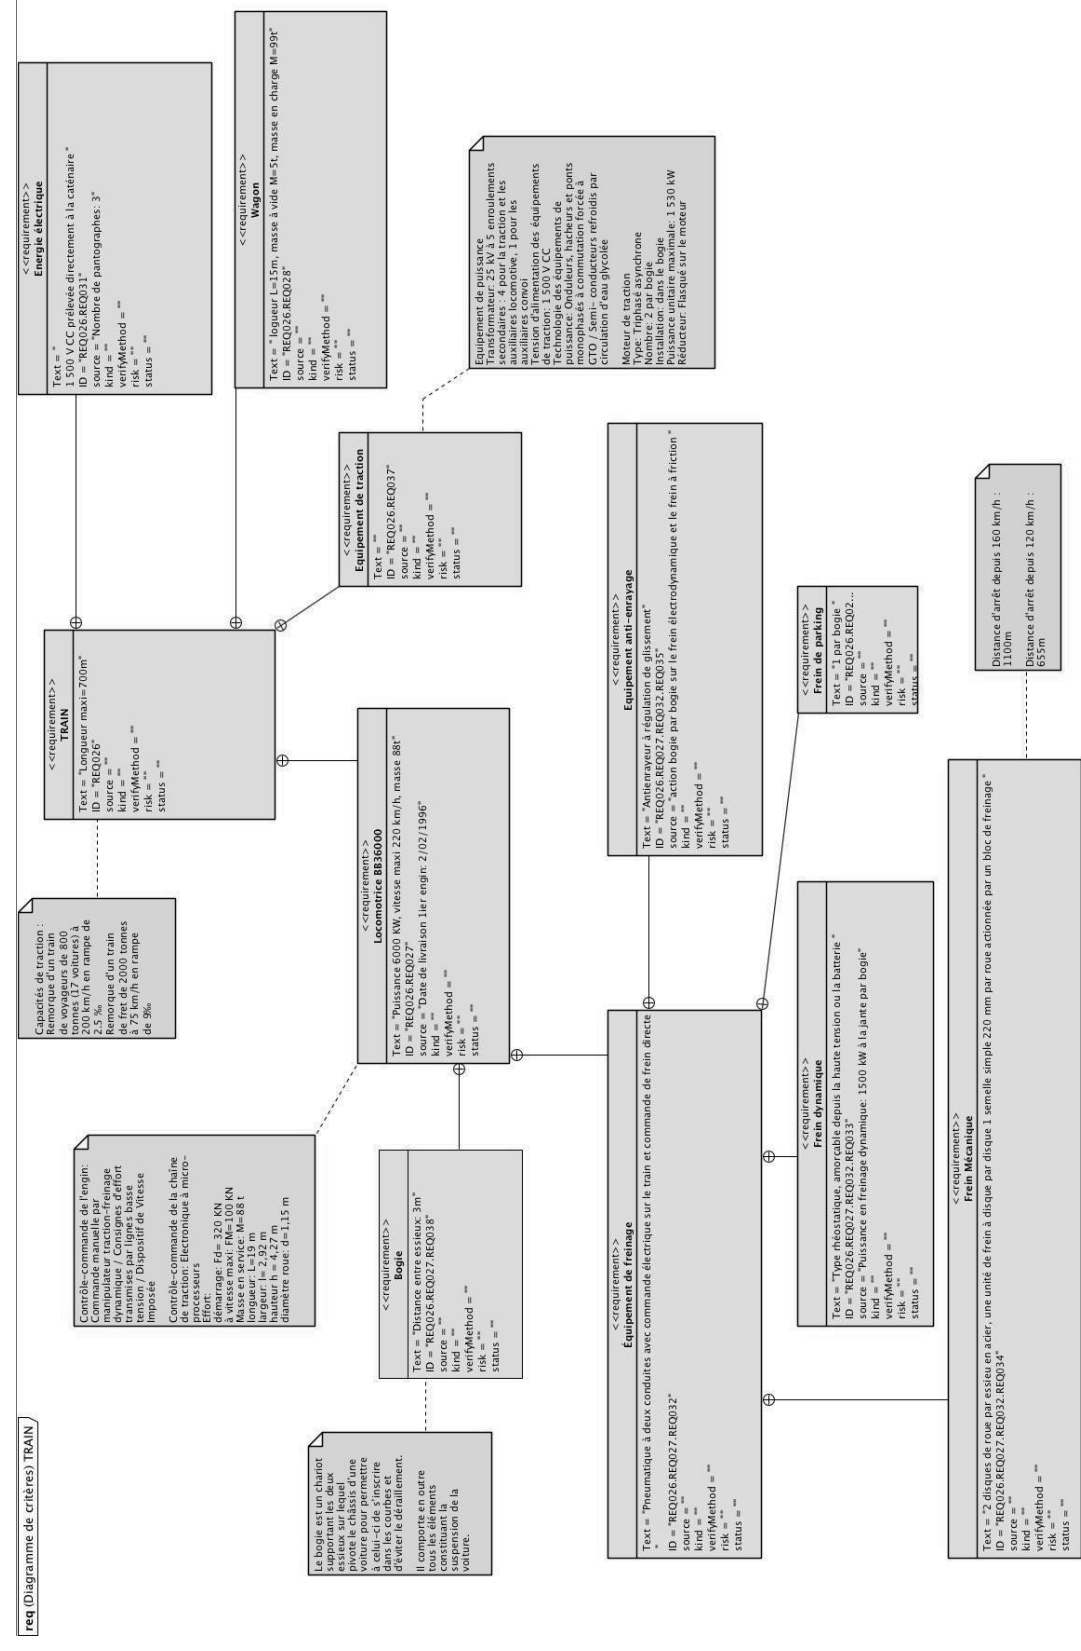 req (Diagramme de critères) TRAIN
Capacités de traction :
Remorque d'un train
de voyageurs de 800
tonnes (17 voitures) à
200 km/h en rampe de
2.5 ‰
Remorque d'un train
de fret de 2000 tonnes
à 75 km/h en rampe
de 9‰
<<requirement>>
TRAIN
Text = "Longueur maxi=700m"
ID = "REQ026"
source = ""
kind = ""
verifyMethod = ""
risk = ""
status = ""
<<requirement>>
Energie électrique
Text = "
1 500 V CC prélevée directement à la caténaire "
ID = "REQ026.REQ031"
source = "Nombre de pantographes: 3"
kind = ""
verifyMethod = ""
risk = ""
status = ""
<<requirement>>
Wagon
Text = " logueur L=15m, masse à vide M=5t, masse en charge M=99t"
ID = "REQ026.REQ028"
source = ""
kind = ""
verifyMethod = ""
risk = ""
status = ""
Contrôle-commande de l'engin:
Commande manuelle par
manipulateur traction-freinage
dynamique / Consignes d'effort
transmises par lignes basse
tension / Dispositif de Vitesse
Imposée
Contrôle-commande de la chaîne
de traction: Electronique à micro-
processeurs
Effort:
démarrage: Fd= 320 KN
à vitesse maxi: FM=100 KN
Masse en service: M=88 t
longueur: L=19 m
largeur: l= 2,92 m
hauteur h = 4,27 m
diamètre roue: d=1,15 m
<<requirement>>
Locomotrice BB36000
Text = "Puissance 6000 KW, vitesse maxi 220 km/h, masse 88t"
ID = "REQ026.REQ027"
source = "Date de livraison 1ier engin: 2/02/1996"
kind = ""
verifyMethod = ""
risk = ""
status = ""
<<requirement>>
Equipement de traction
Text = ""
ID = "REQ026.REQ037"
source = ""
kind = ""
verifyMethod = ""
risk = ""
status = ""
Equipement de puissance
Transformateur: 25 kV à 5 enroulements
secondaires : 4 pour la traction et les
auxiliaires locomotive, 1 pour les
auxiliaires convoi
Tension d'alimentation des équipements
de traction: 1 500 V CC
Technologie des équipements de
puissance: Onduleurs, hacheurs et ponts
monophasés à commutation forcée à
GTO / Semi- conducteurs refroidis par
circulation d'eau glycolée
Moteur de traction
Type: Triphasé asynchrone
Nombre: 2 par bogie
Installation: dans le bogie
Puissance unitaire maximale: 1 530 kW
Réducteur: Flasqué sur le moteur
Le bogie est un chariot
supportant les deux
essieux sur lequel
pivote le châssis d'une
voiture pour permettre
à celui-ci de s'inscrire
dans les courbes et
d'éviter le déraillement.
Il comporte en outre
tous les éléments
constituant la
suspension de la
voiture.
<<requirement>>
Bogie
Text = "Distance entre essieux: 3m"
ID = "REQ026.REQ027.REQ038"
source = ""
kind = ""
verifyMethod = ""
risk = ""
status = ""
<<requirement>>
Équipement de freinage
Text = "Pneumatique à deux conduites avec commande électrique sur le train et commande de frein directe
"
ID = "REQ026.REQ027.REQ032"
source = ""
kind = ""
verifyMethod = ""
risk = ""
status = ""
<<requirement>>
Equipement anti-enrayage
Text = "Antienrayeur à régulation de glissement"
ID = "REQ026.REQ027.REQ032.REQ035"
source = "action bogie par bogie sur le frein électrodynamique et le frein à friction "
kind = ""
verifyMethod = ""
risk = ""
status = ""
<<requirement>>
Frein dynamique
Text = "Type rhéostatique, amorçable depuis la haute tension ou la batterie "
ID = "REQ026.REQ027.REQ032.REQ033"
source = "Puissance en freinage dynamique: 1500 kW à la jante par bogie"
kind = ""
verifyMethod = ""
risk = ""
status = ""
<<requirement>>
Frein de parking
Text = "1 par bogie "
ID = "REQ026.REQ02...
source = ""
kind = ""
verifyMethod = ""
risk = ""
status = ""
<<requirement>>
Frein Mécanique
Text = "2 disques de roue par essieu en acier, une unité de frein à disque par disque 1 semelle simple 220 mm par roue actionnée par un bloc de freinage "
ID = "REQ026.REQ027.REQ032.REQ034"
source = ""
kind = ""
verifyMethod = ""
risk = ""
status = ""
Distance d'arrêt depuis 160 km/h :
1100m
Distance d'arrêt depuis 120 km/h :
655m